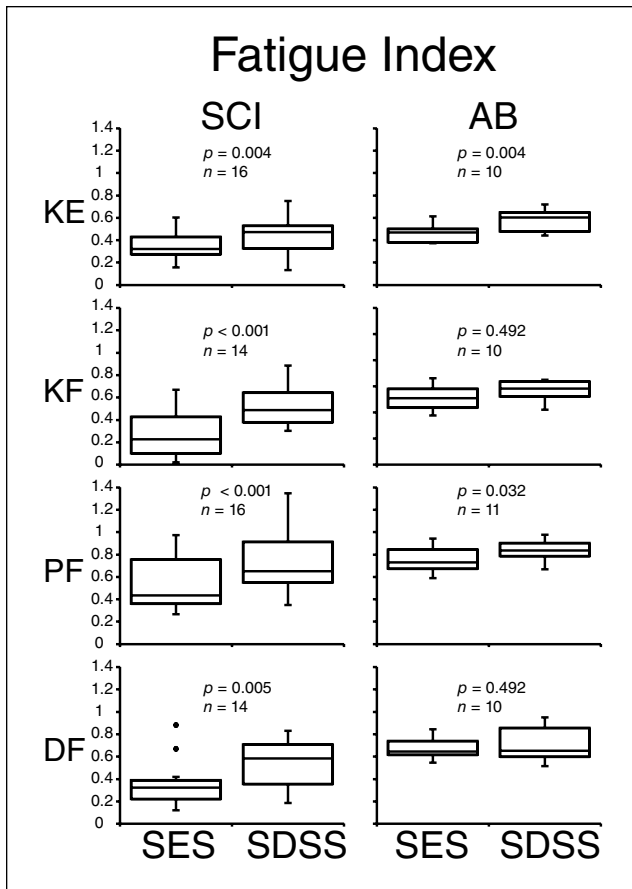 Fatigue Index
SCI
AB
KE
1.4
1.2
1
0.8
0.6
0.4
0.2
0
p = 0.004
n = 16
p = 0.004
n = 10
KF
1.4
1.2
1
0.8
0.6
0.4
0.2
0
p < 0.001
n = 14
p = 0.492
n = 10
PF
1.4
1.2
1
0.8
0.6
0.4
0.2
0
p < 0.001
n = 16
p = 0.032
n = 11
DF
1.4
1.2
1
0.8
0.6
0.4
0.2
0
p = 0.005
n = 14
p = 0.492
n = 10
SES
SDSS
SES
SDSS